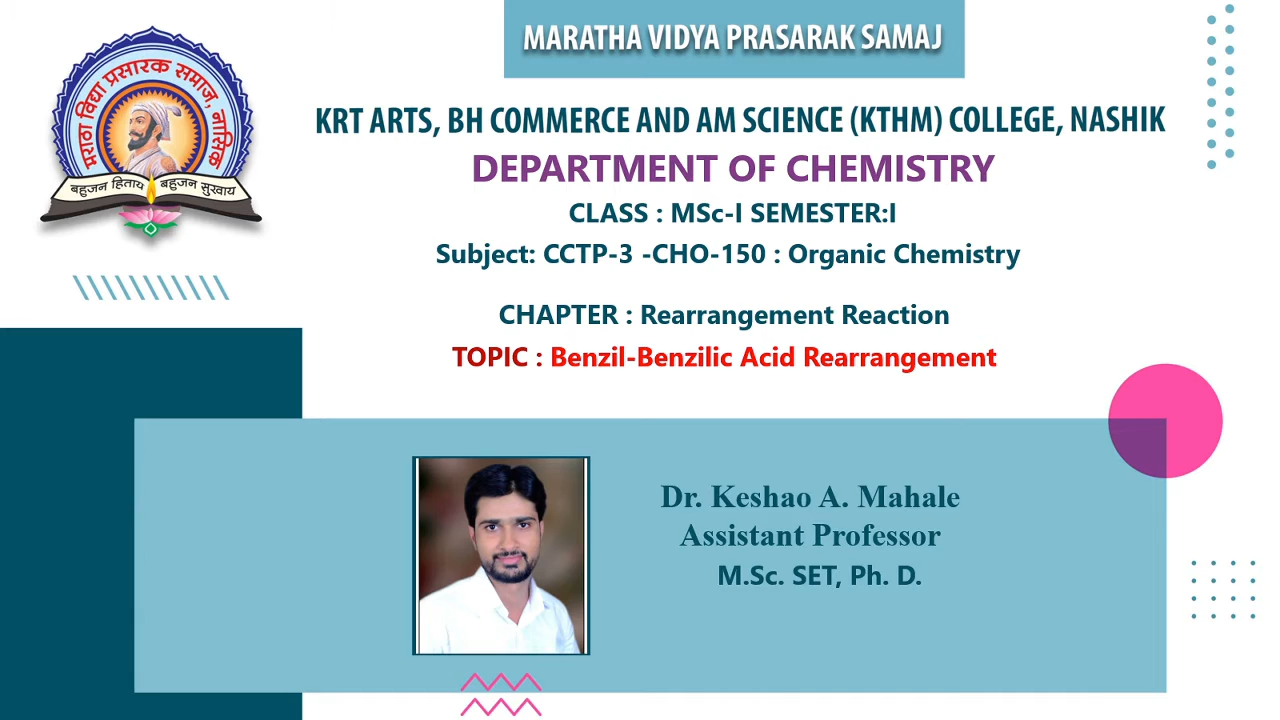 MARATHA VIDYA PRASARAK SAMAJ
मराठा विद्या प्रसारक समाज, नाशिक
बहुजन हिताय बहुजन सुखाय
KRT ARTS, BH COMMERCE AND AM SCIENCE (KTHM) COLLEGE, NASHIK
DEPARTMENT OF CHEMISTRY
CLASS : MSc-I SEMESTER:I
Subject: CCTP-3 -CHO-150 : Organic Chemistry
CHAPTER : Rearrangement Reaction
TOPIC : Benzil-Benzilic Acid Rearrangement
Dr. Keshao A. Mahale
Assistant Professor
M.Sc. SET, Ph. D.